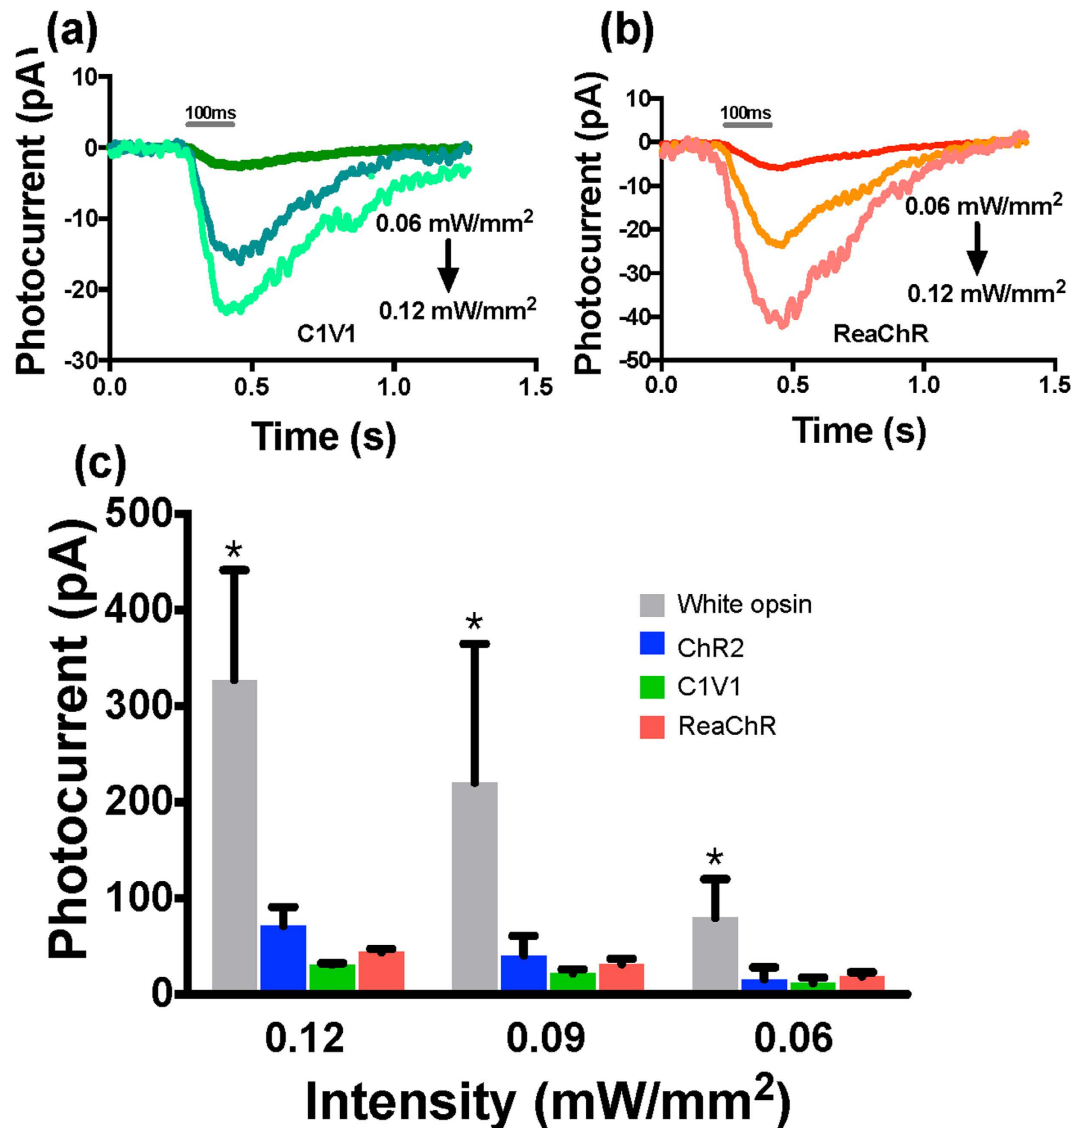 (a)
Photocurrent (pA)
10
0
-10
-20
-30
100ms
0.06 mW/mm²
0.12 mW/mm²
C1V1
0.0 0.5 1.0 1.5
Time (s)
(b)
Photocurrent (pA)
10
0
-10
-20
-30
-40
-50
100ms
0.06 mW/mm²
0.12 mW/mm²
ReaChR
0.0 0.5 1.0 1.5
Time (s)
(c)
Photocurrent (pA)
500
400
300
200
100
0
*
*
*
White opsin
ChR2
C1V1
ReaChR
0.12 0.09 0.06
Intensity (mW/mm²)